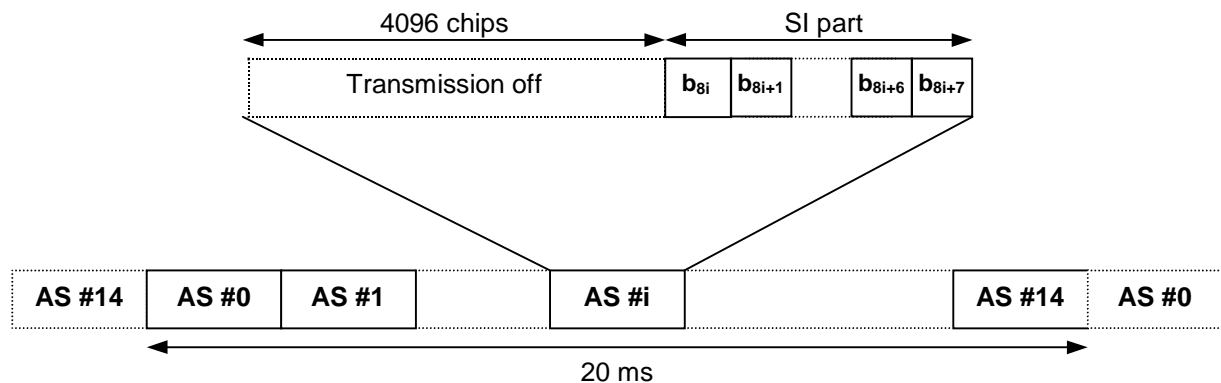 4096 chips SI part
Transmission off b8i b8i+1 b8i+6 b8i+7
AS #14 AS #0 AS #1 AS #i AS #14 AS #0
20 ms